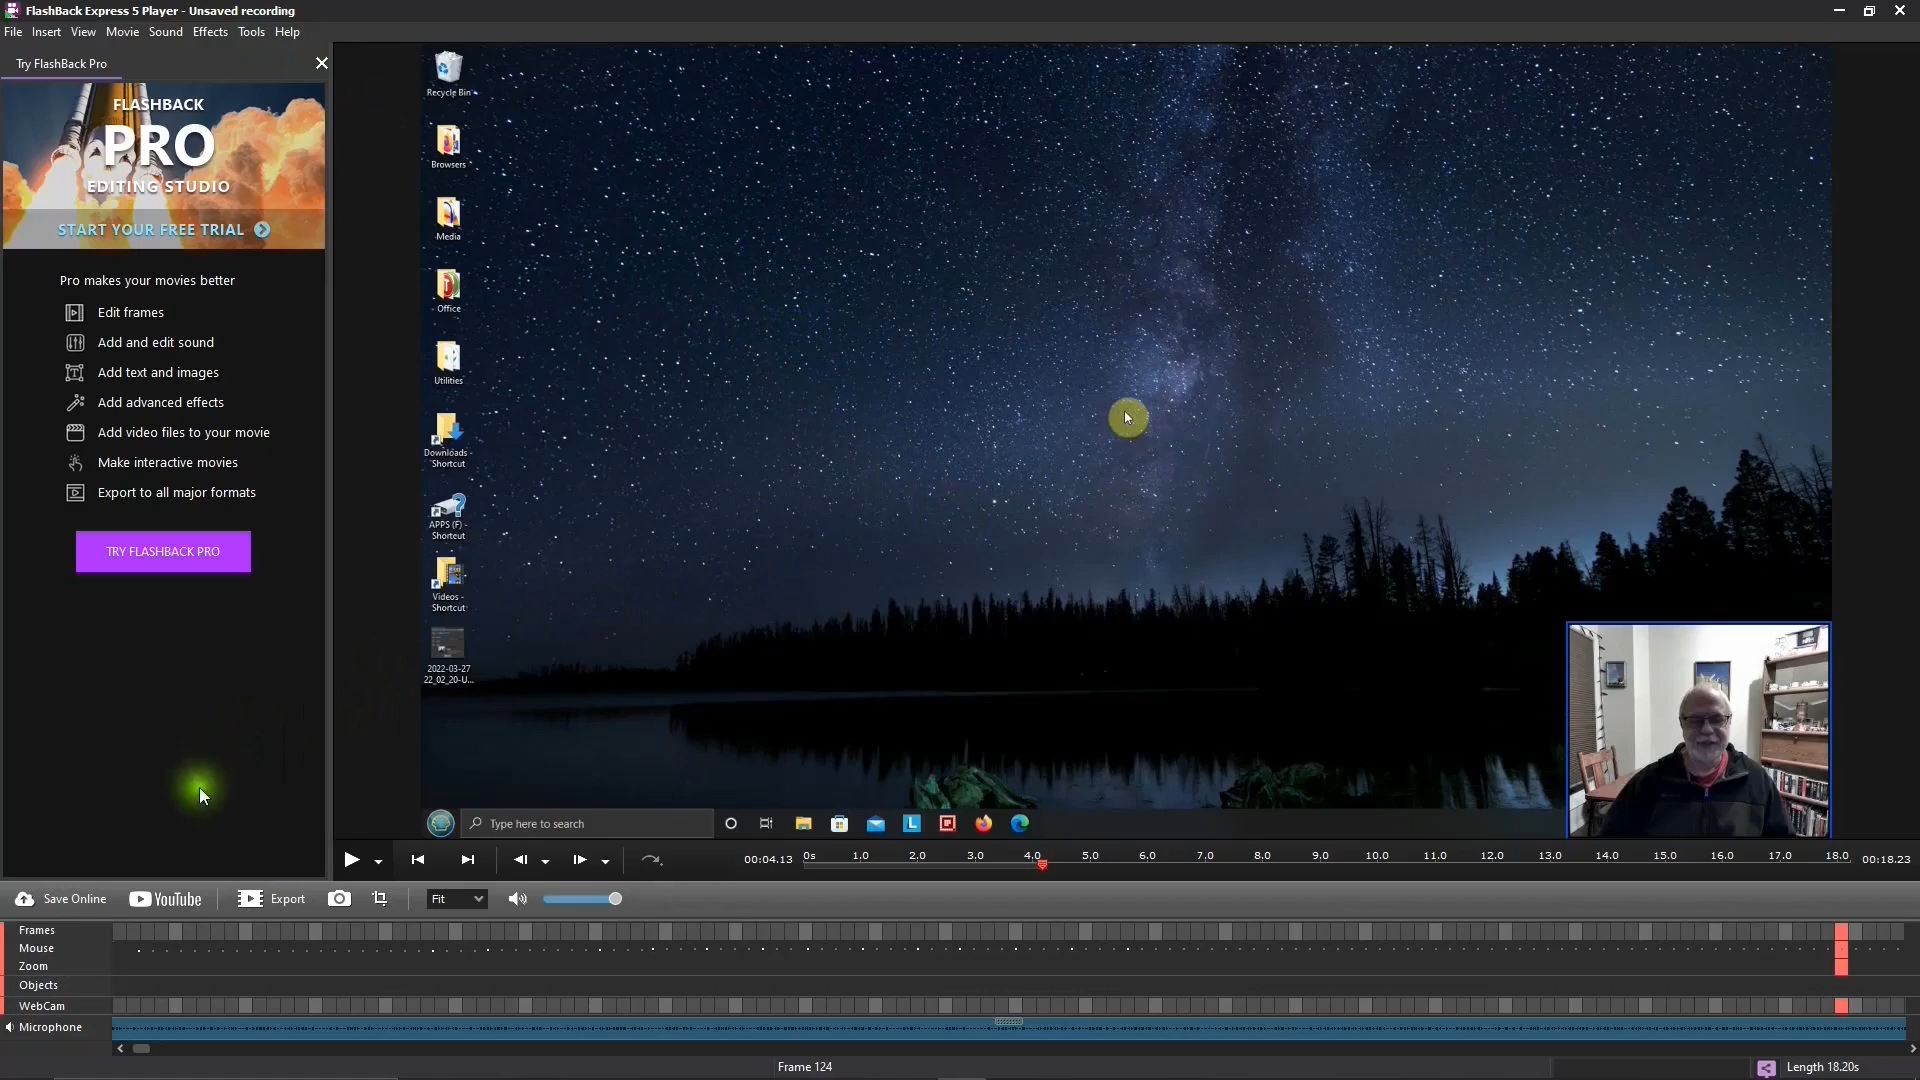 FlashBack Express 5 Player - Unsaved recording
File Insert View Movie Sound Effects Tools Help
Try FlashBack Pro
FLASHBACK
PRO
EDITING STUDIO
START YOUR FREE TRIAL
Pro makes your movies better
Edit frames
Add and edit sound
Add text and images
Add advanced effects
Add video files to your movie
Make interactive movies
Export to all major formats
TRY FLASHBACK PRO
Recycle Bin
Browsers
Media
Office
Utilities
Downloads -
Shortcut
APPS (F) -
Shortcut
Videos -
Shortcut
2022-03-27
22_02_20-U...
Type here to search
00:04.13 0s 1.0 2.0 3.0 4.0 5.0 6.0 7.0 8.0 9.0 10.0 11.0 12.0 13.0 14.0 15.0 16.0 17.0 18.0 00:18.23
Save Online YouTube Export Fit
Frames
Mouse
Zoom
Objects
WebCam
Microphone
Frame 124 Length 18.20s